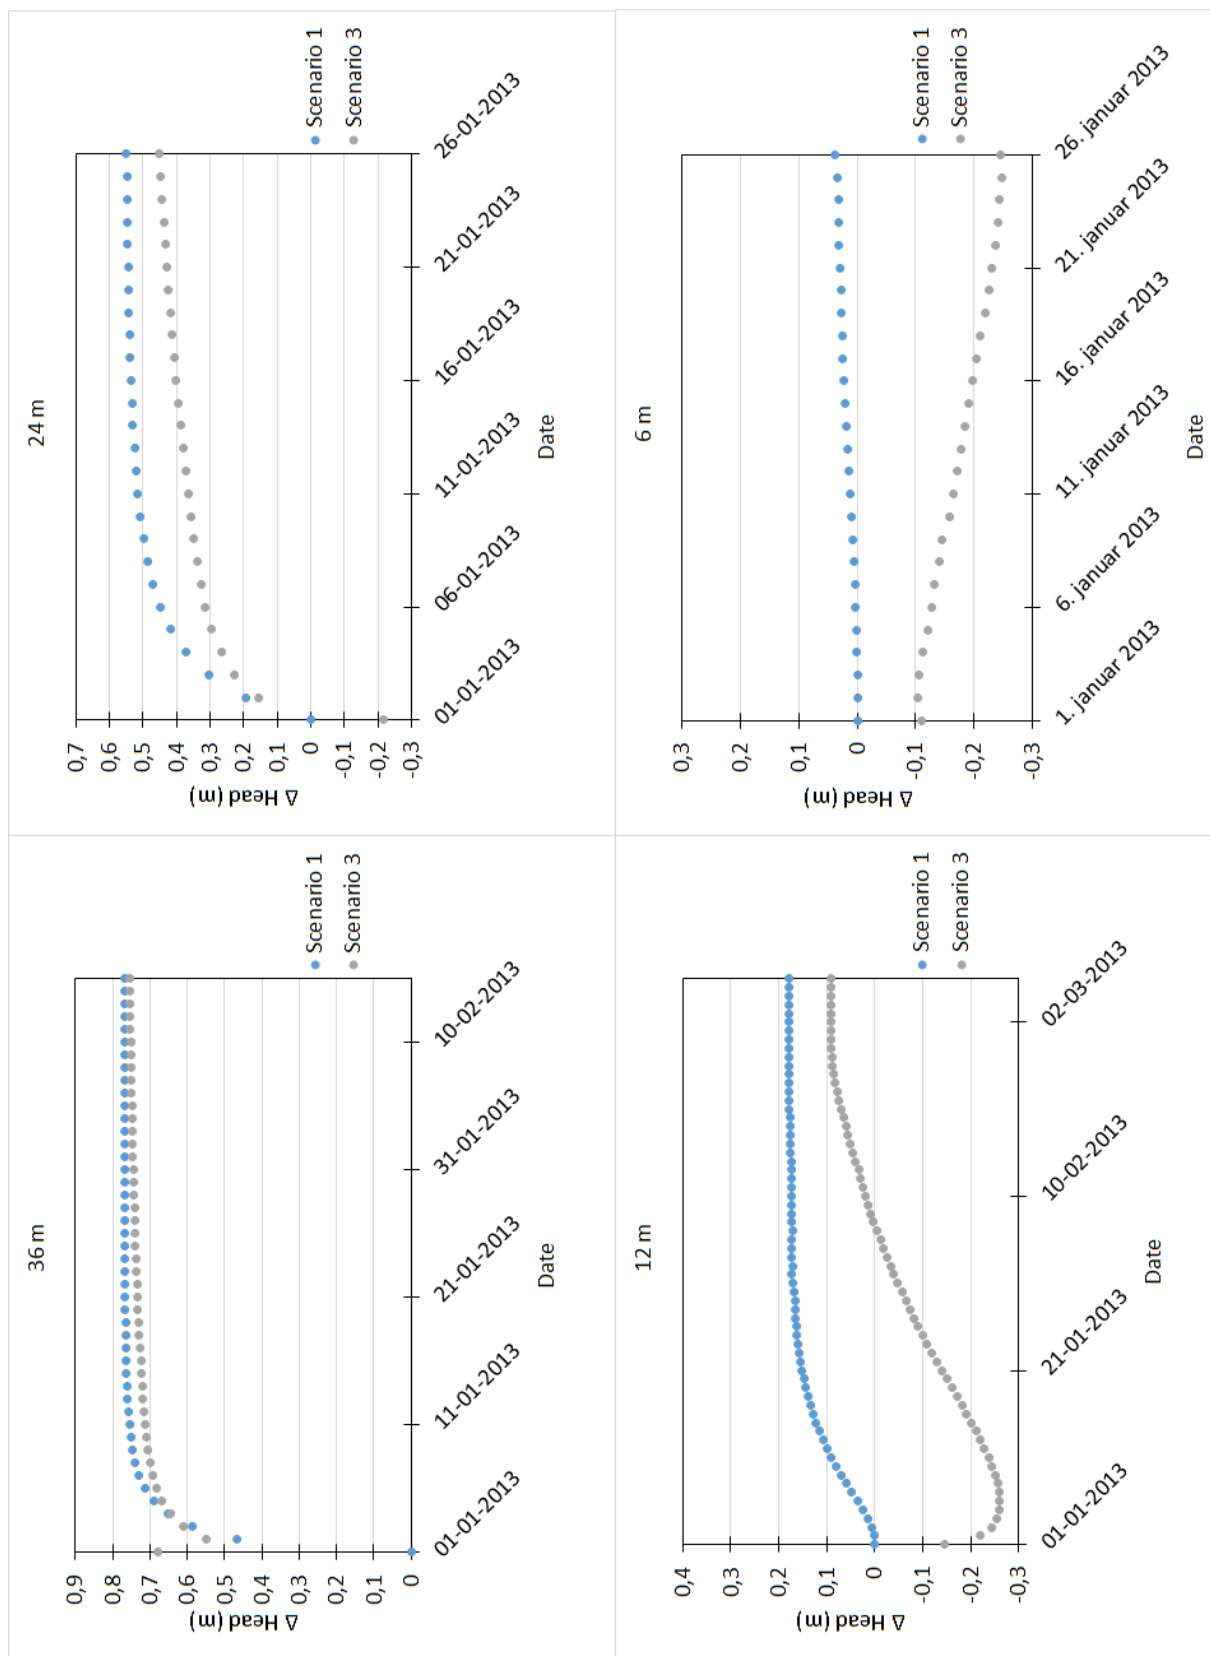 36 m
Δ Head (m)
0,9
0,8
0,7
0,6
0,5
0,4
0,3
0,2
0,1
0
01-01-2013
11-01-2013
21-01-2013
31-01-2013
10-02-2013
Date
Scenario 1
Scenario 3
24 m
Δ Head (m)
0,7
0,6
0,5
0,4
0,3
0,2
0,1
0
-0,1
-0,2
-0,3
01-01-2013
06-01-2013
11-01-2013
16-01-2013
21-01-2013
26-01-2013
Date
Scenario 1
Scenario 3
12 m
Δ Head (m)
0,4
0,3
0,2
0,1
0
-0,1
-0,2
-0,3
01-01-2013
21-01-2013
10-02-2013
02-03-2013
Date
Scenario 1
Scenario 3
6 m
Δ Head (m)
0,3
0,2
0,1
0
-0,1
-0,2
-0,3
1. januar 2013
6. januar 2013
11. januar 2013
16. januar 2013
21. januar 2013
26. januar 2013
Date
Scenario 1
Scenario 3